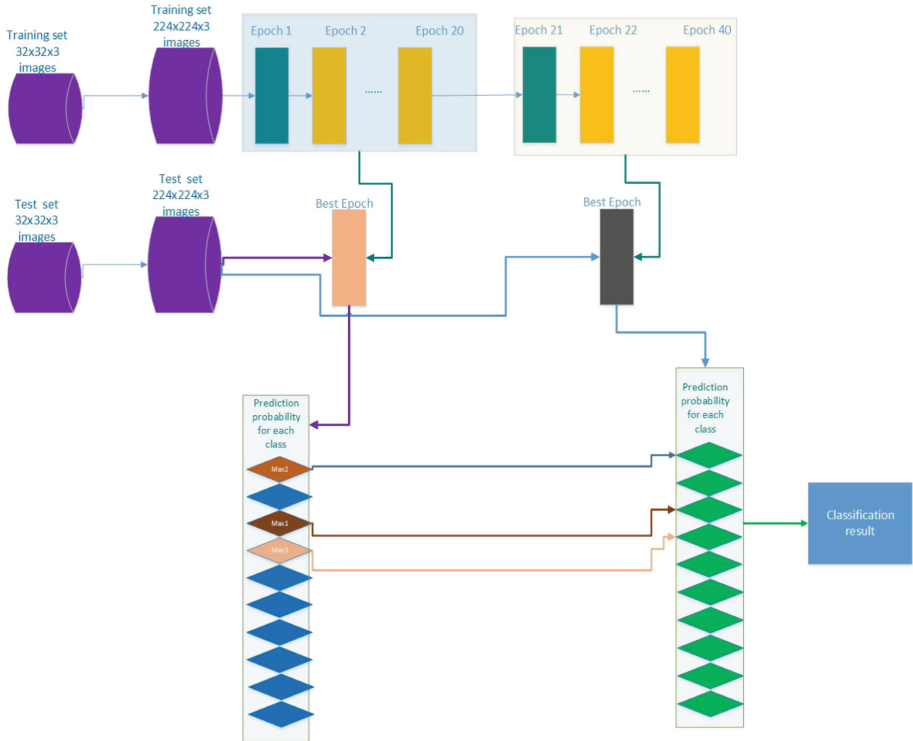 Training set
32x32x3
images
Training set
224x224x3
images
Epoch 1
Epoch 2
Epoch 20
Epoch 21
Epoch 22
Epoch 40
......
......
Test set
32x32x3
images
Test set
224x224x3
images
Best Epoch
Best Epoch
Prediction
probability
for each
class
Prediction
probability
for each
class
Max2
Max1
Max3
Classification
result